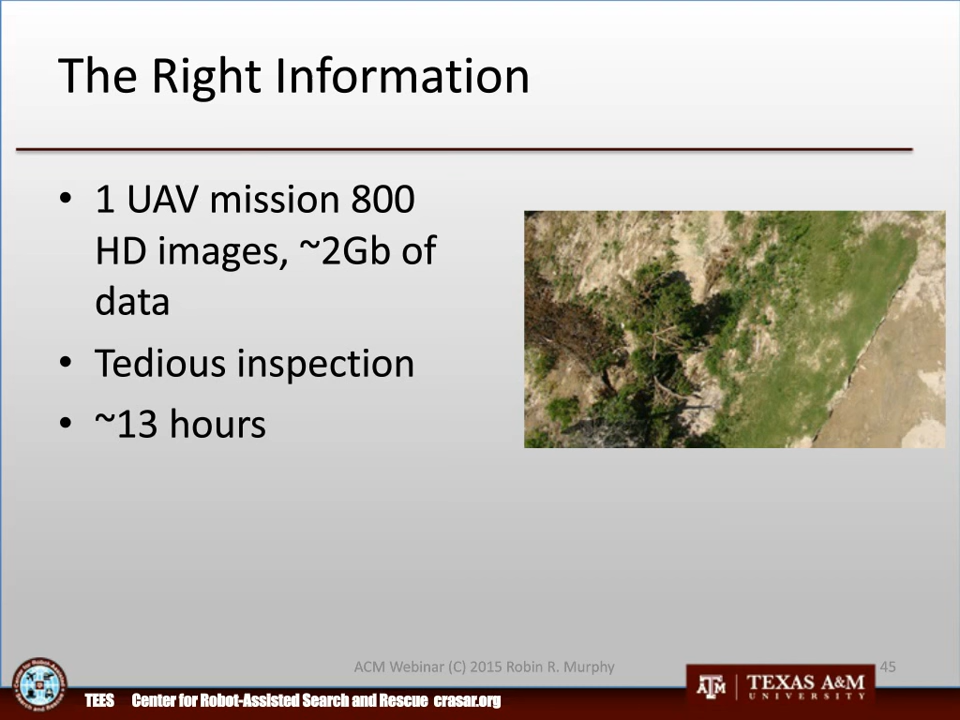 The Right Information
• 1 UAV mission 800
HD images, ~2Gb of
data
• Tedious inspection
• ~13 hours
ACM Webinar (C) 2015 Robin R. Murphy
45
TEES Center for Robot-Assisted Search and Rescue crasar.org
ATM
TEXAS A&M
UNIVERSITY